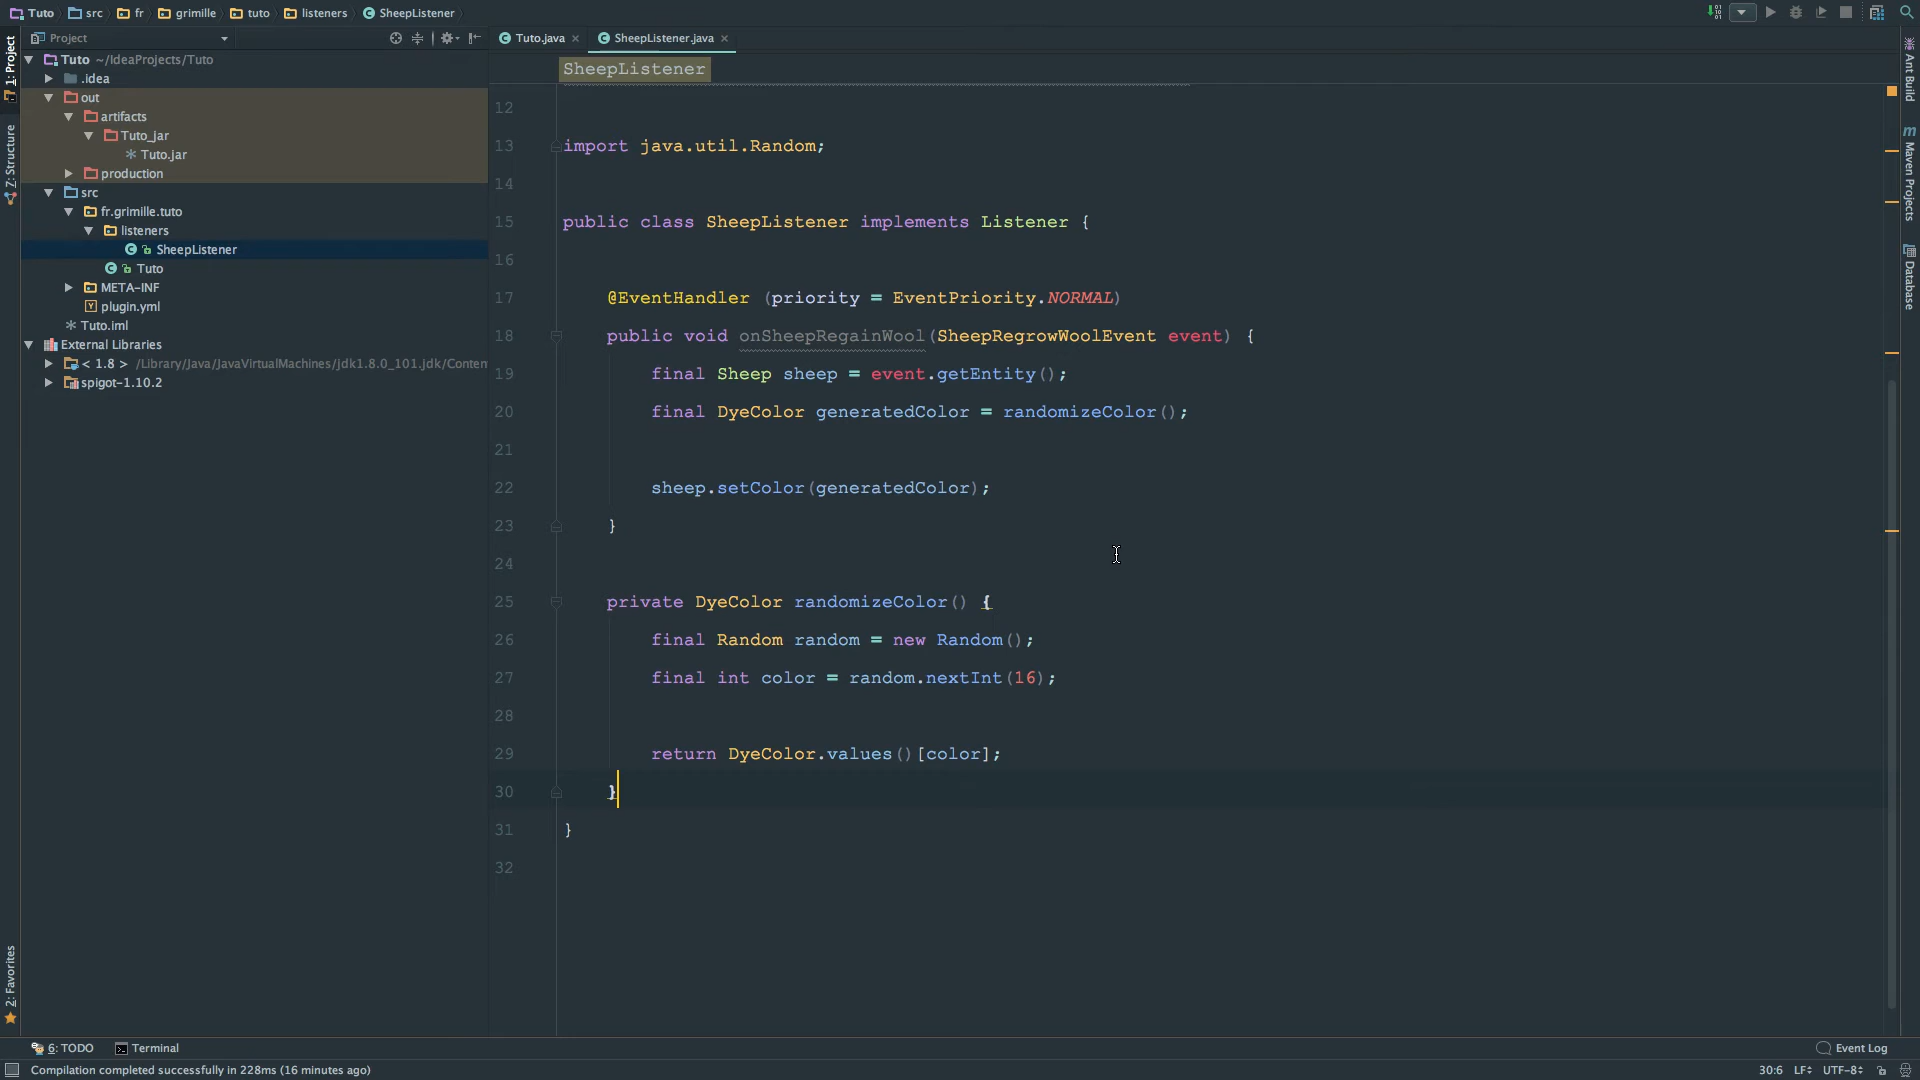 Tuto src fr grimille tuto listeners SheepListener
Project
Tuto.java
SheepListener.java
1: Project
Z: Structure
2: Favorites
Tuto ~/IdeaProjects/Tuto
.idea
out
artifacts
Tuto_jar
Tuto.jar
production
src
fr.grimille.tuto
listeners
SheepListener
Tuto
META-INF
plugin.yml
Tuto.iml
External Libraries
< 1.8 > /Library/Java/JavaVirtualMachines/jdk1.8.0_101.jdk/Conten
spigot-1.10.2
SheepListener
12
13 import java.util.Random;
14
15 public class SheepListener implements Listener {
16
17 @EventHandler (priority = EventPriority.NORMAL)
18 public void onSheepRegainWool(SheepRegrowWoolEvent event) {
19 final Sheep sheep = event.getEntity();
20 final DyeColor generatedColor = randomizeColor();
21
22 sheep.setColor(generatedColor);
23 }
24
25 private DyeColor randomizeColor() {
26 final Random random = new Random();
27 final int color = random.nextInt(16);
28
29 return DyeColor.values()[color];
30 }
31 }
32
Ant Build
Maven Projects
Database
6: TODO
Terminal
Event Log
Compilation completed successfully in 228ms (16 minutes ago)
30:6 LF UTF-8